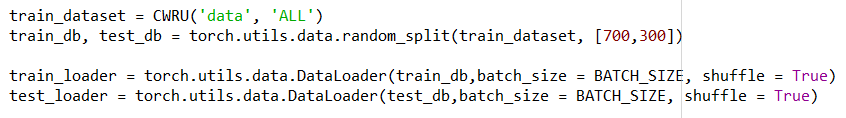 train_dataset = CWRU('data', 'ALL')
train_db, test_db = torch.utils.data.random_split(train_dataset, [700,300])
train_loader = torch.utils.data.DataLoader(train_db,batch_size = BATCH_SIZE, shuffle = True)
test_loader = torch.utils.data.DataLoader(test_db,batch_size = BATCH_SIZE, shuffle = True)